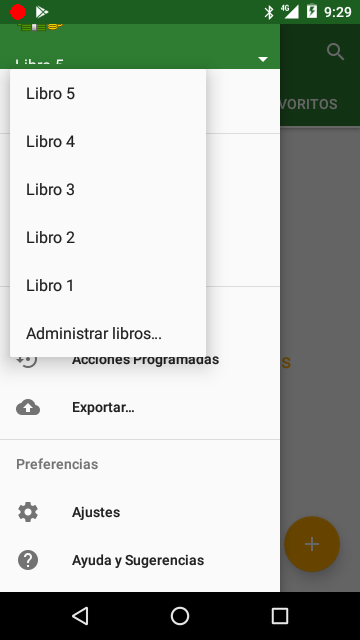 4G 9:29
Libro 5
VORITOS
Libro 5
Libro 4
Libro 3
Libro 2
Libro 1
Administrar libros...
Acciones Programadas
S
Exportar...
Preferencias
Ajustes
Ayuda y Sugerencias